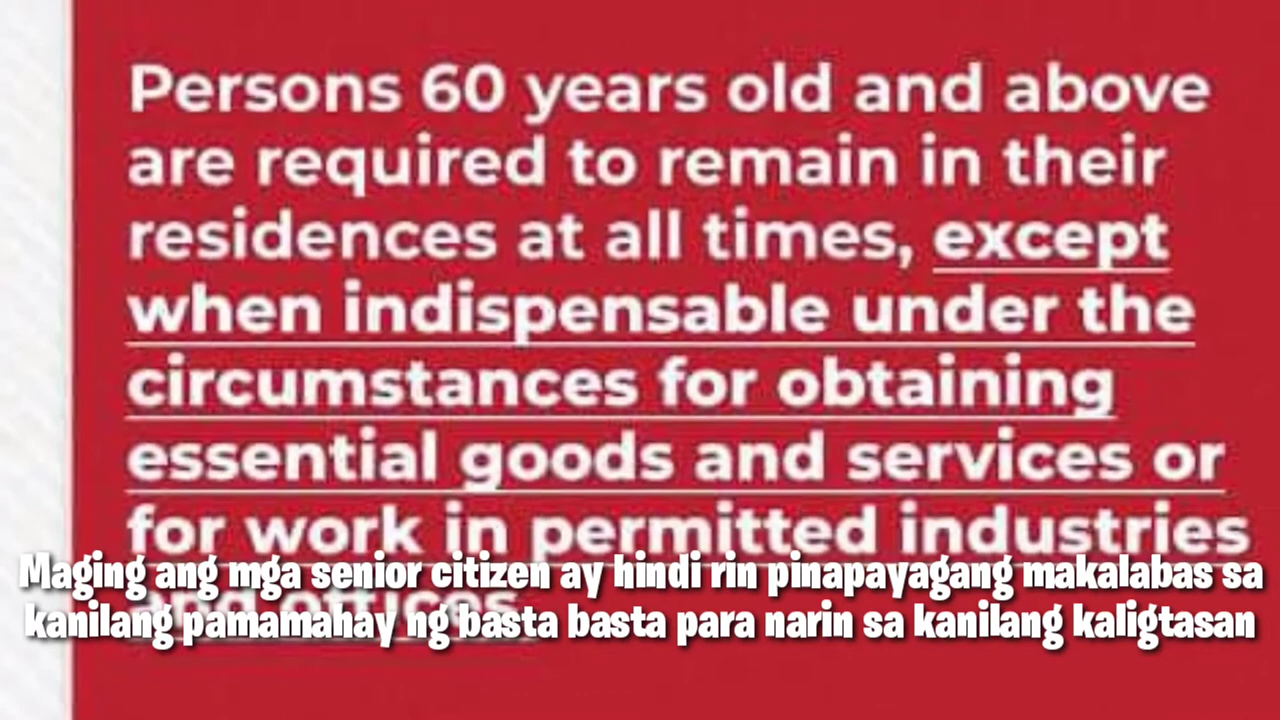 Persons 60 years old and above
are required to remain in their
residences at all times, except
when indispensable under the
circumstances for obtaining
essential goods and services or
for work in permitted industries
and offices.
Maging ang mga senior citizen ay hindi rin pinapayagang makalabas sa
kanilang pamamahay ng basta basta para narin sa kanilang kaligtasan